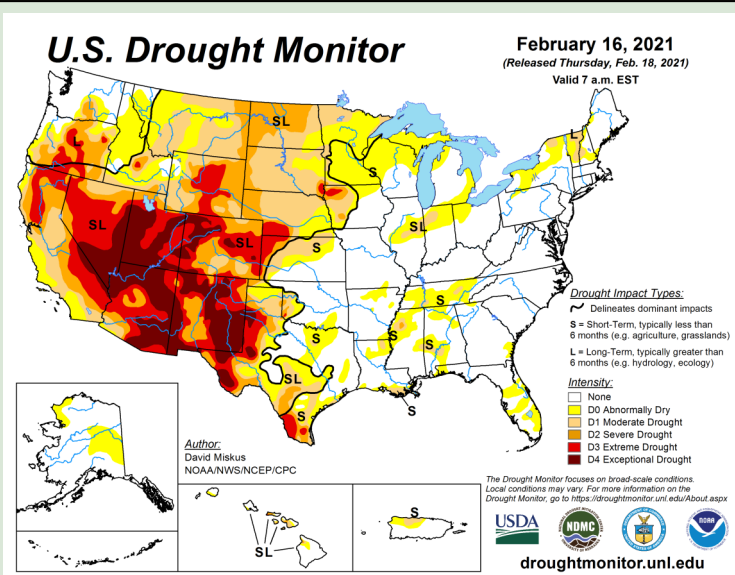 U.S. Drought Monitor
February 16, 2021
(Released Thursday, Feb. 18, 2021)
Valid 7 a.m. EST
L
SL
S
L
SL
SL
SL
S
S
S
S
S
SL
S
S
Drought Impact Types:
Delineates dominant impacts
S = Short-Term, typically less than
6 months (e.g. agriculture, grasslands)
L = Long-Term, typically greater than
6 months (e.g. hydrology, ecology)
Intensity:
None
D0 Abnormally Dry
D1 Moderate Drought
D2 Severe Drought
D3 Extreme Drought
D4 Exceptional Drought
Author:
David Miskus
NOAA/NWS/NCEP/CPC
SL
S
The Drought Monitor focuses on broad-scale conditions.
Local conditions may vary. For more information on the
Drought Monitor, go to https://droughtmonitor.unl.edu/About.aspx
USDA
NDMC
NOAA
droughtmonitor.unl.edu